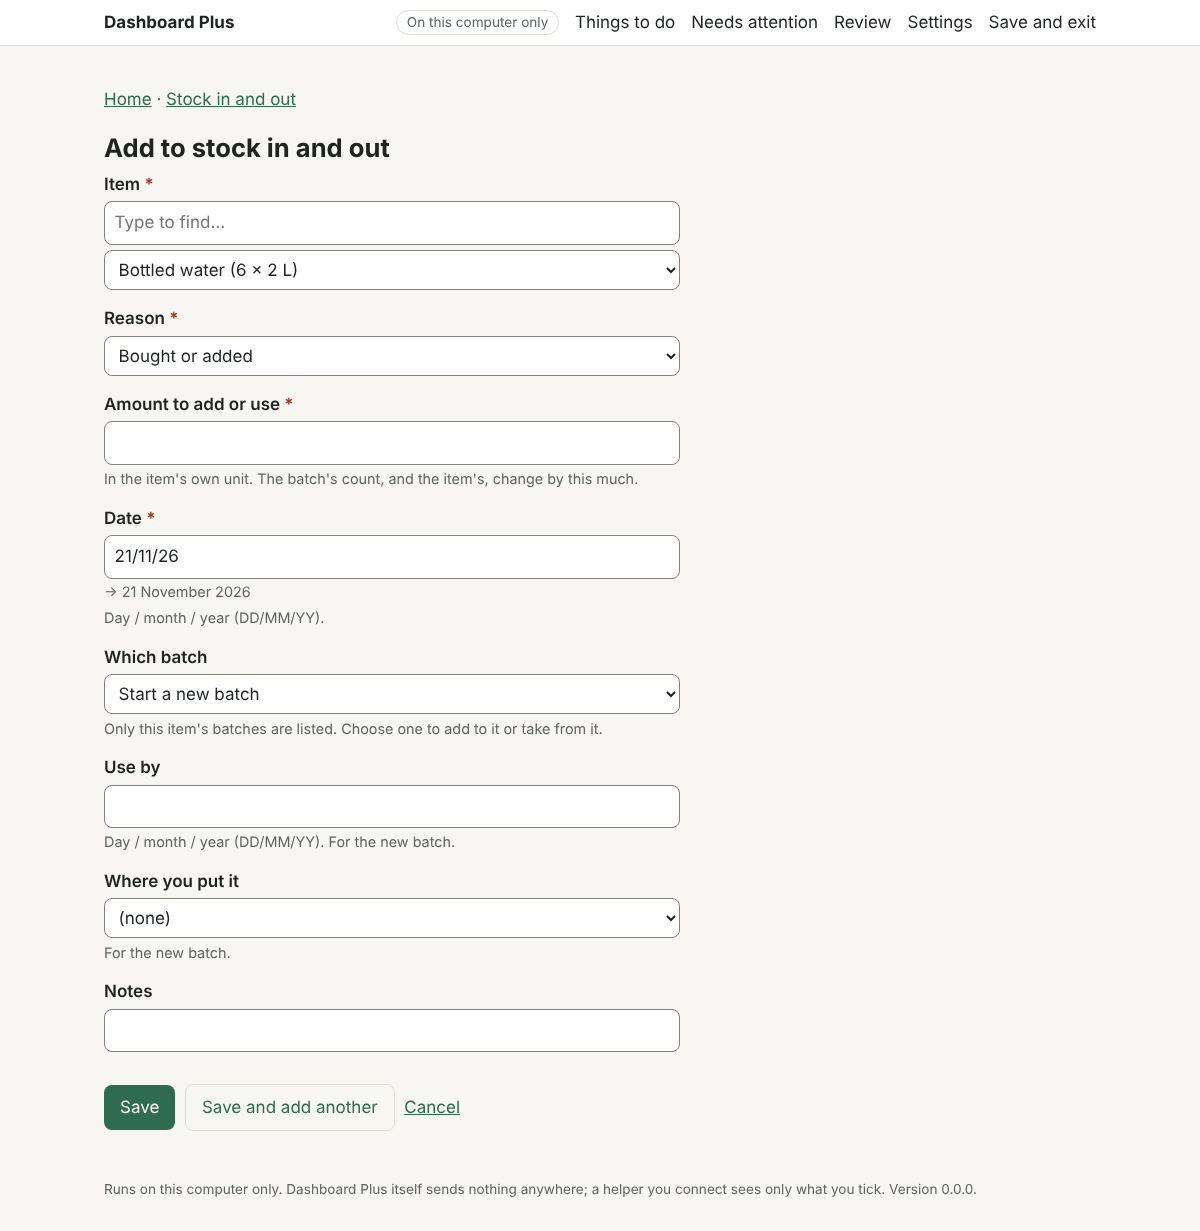 Dashboard Plus
On this computer only
Things to do
Needs attention
Review
Settings
Save and exit
Home · Stock in and out
Add to stock in and out
Item *
Type to find...
Bottled water (6 × 2 L)
Reason *
Bought or added
Amount to add or use *
In the item's own unit. The batch's count, and the item's, change by this much.
Date *
21/11/26
→ 21 November 2026
Day / month / year (DD/MM/YY).
Which batch
Start a new batch
Only this item's batches are listed. Choose one to add to it or take from it.
Use by
Day / month / year (DD/MM/YY). For the new batch.
Where you put it
(none)
For the new batch.
Notes
Save
Save and add another
Cancel
Runs on this computer only. Dashboard Plus itself sends nothing anywhere; a helper you connect sees only what you tick. Version 0.0.0.